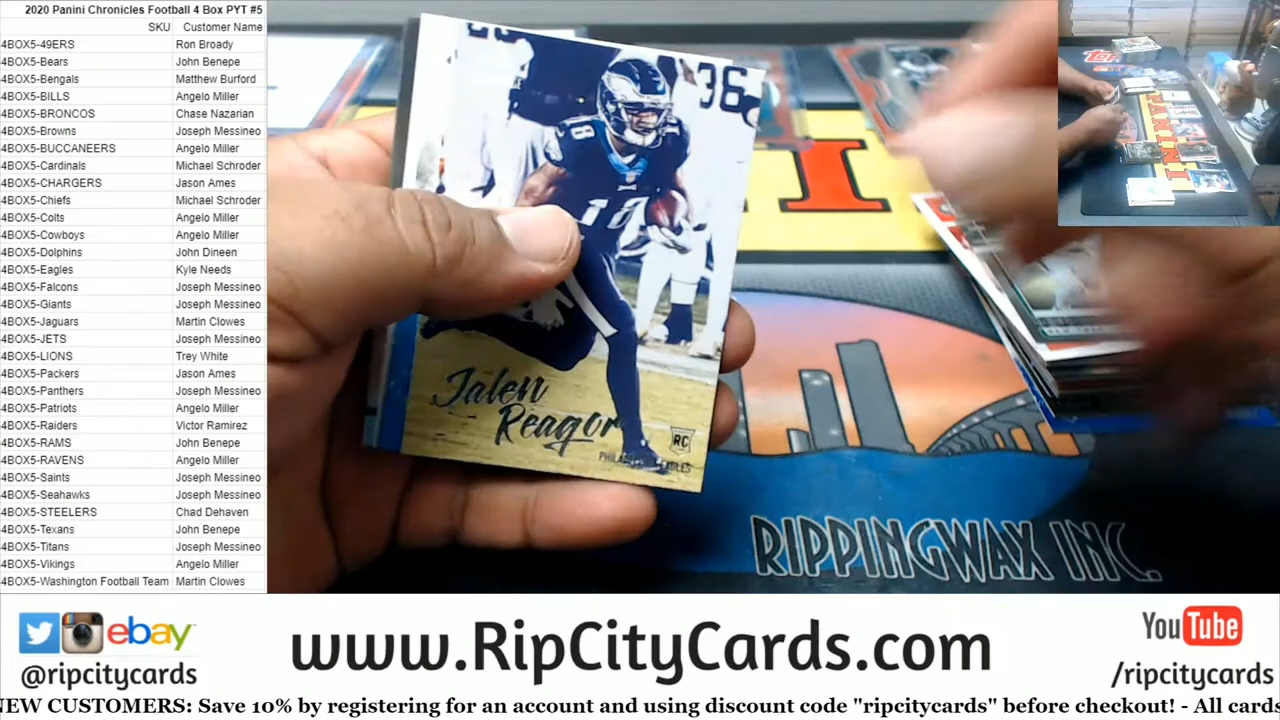 2020 Panini Chronicles Football 4 Box PYT #5
SKU Customer Name
4BOX5-49ERS Ron Broady
4BOX5-Bears John Benepe
4BOX5-Bengals Matthew Burford
4BOX5-BILLS Angelo Miller
4BOX5-BRONCOS Chase Nazarian
4BOX5-Browns Joseph Messineo
4BOX5-BUCCANEERS Angelo Miller
4BOX5-Cardinals Michael Schroder
4BOX5-CHARGERS Jason Ames
4BOX5-Chiefs Michael Schroder
4BOX5-Colts Angelo Miller
4BOX5-Cowboys Angelo Miller
4BOX5-Dolphins John Dineen
4BOX5-Eagles Kyle Needs
4BOX5-Falcons Joseph Messineo
4BOX5-Giants Joseph Messineo
4BOX5-Jaguars Martin Clowes
4BOX5-JETS Joseph Messineo
4BOX5-LIONS Trey White
4BOX5-Packers Jason Ames
4BOX5-Panthers Joseph Messineo
4BOX5-Patriots Angelo Miller
4BOX5-Raiders Victor Ramirez
4BOX5-RAMS John Benepe
4BOX5-RAVENS Angelo Miller
4BOX5-Saints Joseph Messineo
4BOX5-Seahawks Joseph Messineo
4BOX5-STEELERS Chad Dehaven
4BOX5-Texans John Benepe
4BOX5-Titans Joseph Messineo
4BOX5-Vikings Angelo Miller
4BOX5-Washington Football Team Martin Clowes
36
18
18
Jalen
Reagor
RC
PHILADELPHIA EAGLES
PANINI
RIPPINGWAX INC.
ebay
@ripcitycards
www.RipCityCards.com
YouTube
/ripcitycards
NEW CUSTOMERS: Save 10% by registering for an account and using discount code "ripcitycards" before checkout! - All cards